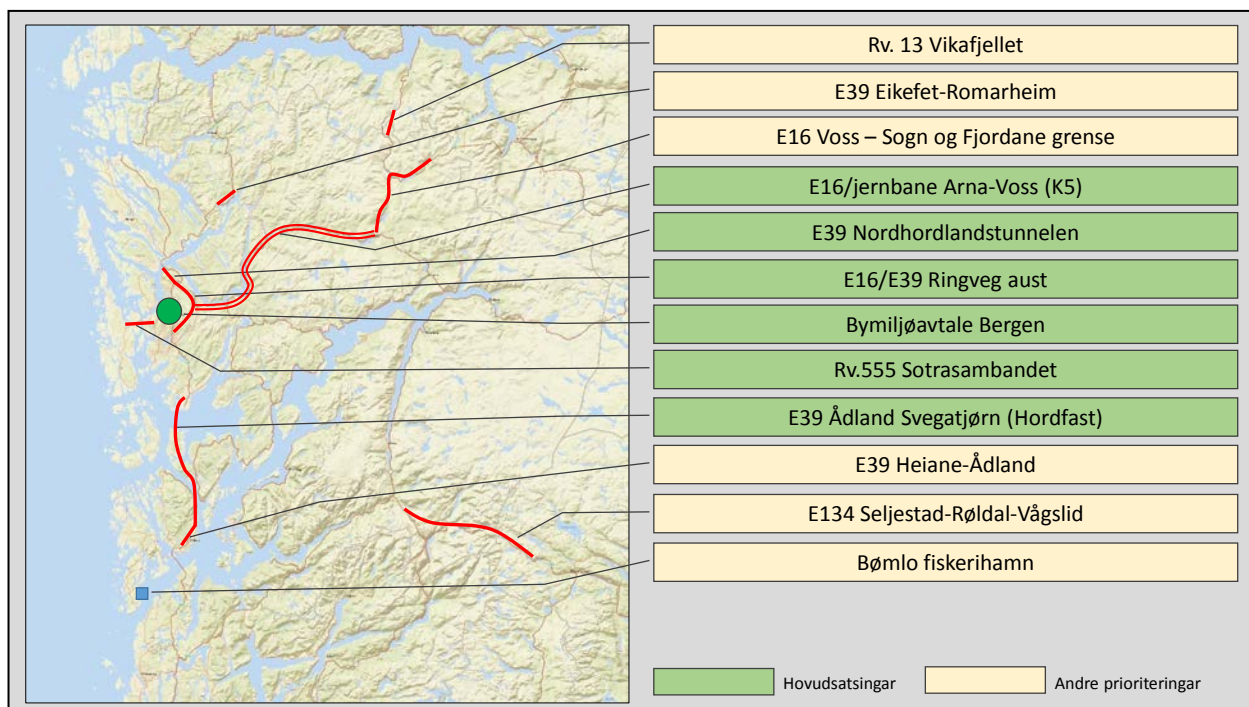 Rv. 13 Vikafjellet
E39 Eikefet-Romarheim
E16 Voss – Sogn og Fjordane grense
E16/jernbane Arna-Voss (K5)
E39 Nordhordlandstunnelen
E16/E39 Ringveg aust
Bymiljøavtale Bergen
Rv.555 Sotrasambandet
E39 Ådland Svegatjørn (Hordfast)
E39 Heiane-Ådland
E134 Seljestad-Røldal-Vågslid
Bømlo fiskerihamn
Hovudsatsingar
Andre prioriteringar